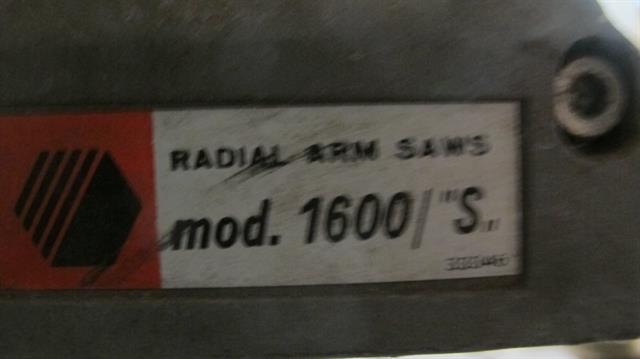 RADIAL ARM SAWS
mod. 1600/"S„